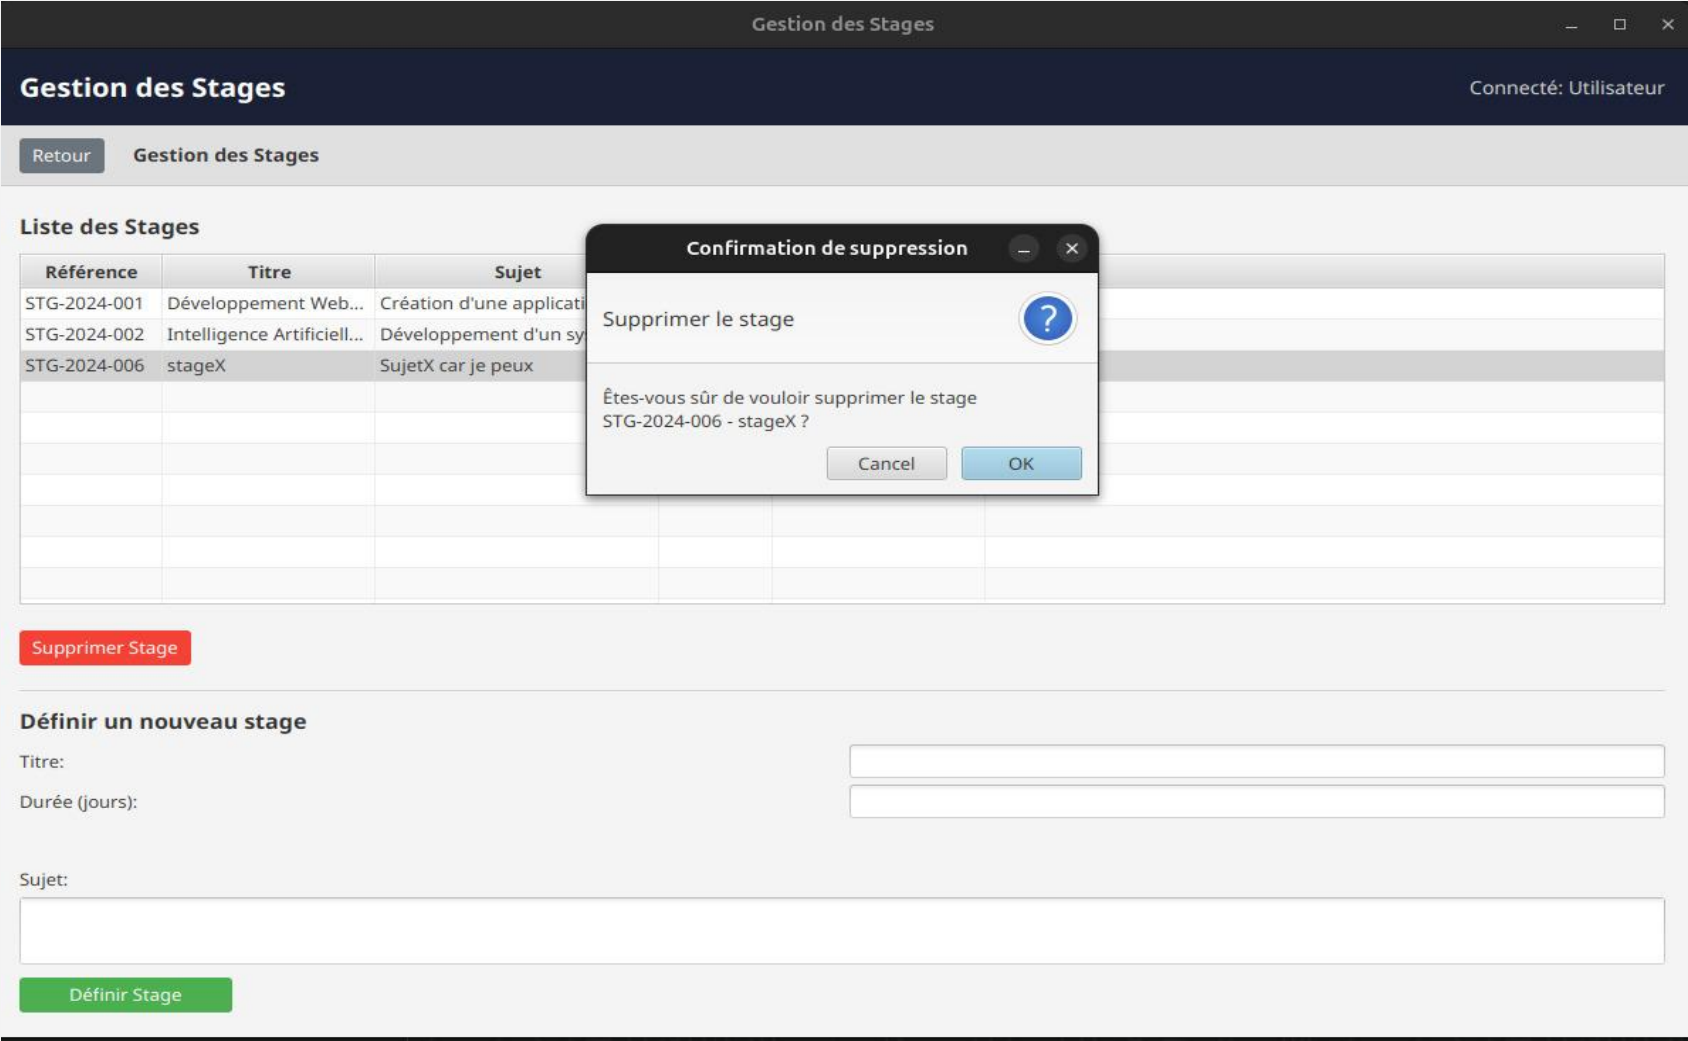 Gestion des Stages
Gestion des Stages
Connecté: Utilisateur
Retour
Gestion des Stages
Liste des Stages
Référence Titre Sujet
STG-2024-001 Développement Web... Création d'une applicati
STG-2024-002 Intelligence Artificiell... Développement d'un sy
STG-2024-006 stageX SujetX car je peux
Confirmation de suppression
Supprimer le stage
?
Êtes-vous sûr de vouloir supprimer le stage
STG-2024-006 - stageX ?
Cancel OK
Supprimer Stage
Définir un nouveau stage
Titre:
Durée (jours):
Sujet:
Définir Stage